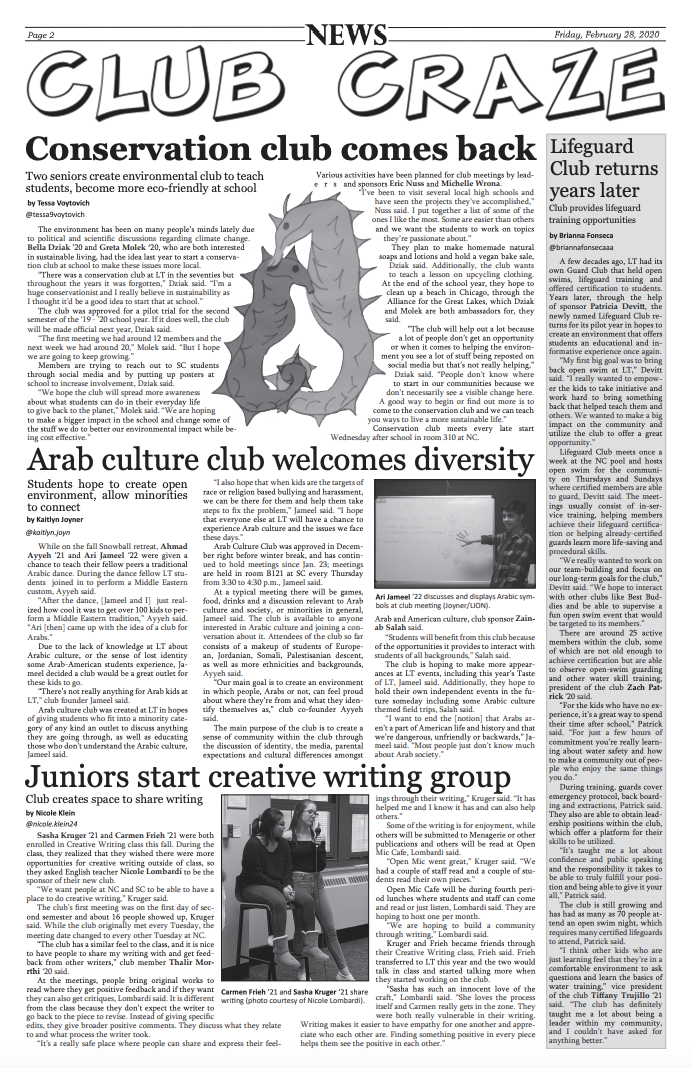 Page 2
NEWS
Friday, February 28, 2020
CLUB CRAZE
Conservation club comes back
Two seniors create environmental club to teach
students, become more eco-friendly at school
by Tessa Voytovich
@tessa9voytovich
The environment has been on many people's minds lately due
to political and scientific discussions regarding climate change.
Bella Dziak '20 and Greta Molek '20, who are both interested
in sustainable living, had the idea last year to start a conserva-
tion club at school to make these issues more local.
"There was a conservation club at LT in the seventies but
throughout the years it was forgotten," Dziak said. "I'm a
huge conservationist and I really believe in sustainability as
I thought it'd be a good idea to start that at school."
The club was approved for a pilot trial for the second
semester of the '19 - '20 school year. If it does well, the club
will be made official next year, Dziak said.
"The first meeting we had around 12 members and the
next week we had around 20," Molek said. "But I hope
we are going to keep growing."
Members are trying to reach out to SC students
through social media and by putting up posters at
school to increase involvement, Dziak said.
"We hope the club will spread more awareness
about what students can do in their everyday life
to give back to the planet," Molek said. "We are hoping
to make a bigger impact in the school and change some of
the stuff we do to better our environmental impact while be-
ing cost effective."
Various activities have been planned for club meetings by lead-
ers and sponsors Eric Nuss and Michelle Wrona.
"I've been to visit several local high schools and
have seen the projects they've accomplished,"
Nuss said. I put together a list of some of the
ones I like the most. Some are easier than others
and we want the students to work on topics
they're passionate about."
They plan to make homemade natural
soaps and lotions and hold a vegan bake sale,
Dziak said. Additionally, the club wants
to teach a lesson on upcycling clothing.
At the end of the school year, they hope to
clean up a beach in Chicago, through the
Alliance for the Great Lakes, which Dziak
and Molek are both ambassadors for, they
said.
"The club will help out a lot because
a lot of people don't get an opportunity
or when it comes to helping the environ-
ment you see a lot of stuff being reposted on
social media but that's not really helping,"
Dziak said. "People don't know where
to start in our communities because we
don't necessarily see a visible change here.
A good way to begin or find out more is to
come to the conservation club and we can teach
you ways to live a more sustainable life."
Conservation club meets every late start
Wednesday after school in room 310 at NC.
Arab culture club welcomes diversity
Students hope to create open
environment, allow minorities
to connect
by Kaitlyn Joyner
@kaitlyn.joyn
While on the fall Snowball retreat, Ahmad
Ayyeh '21 and Ari Jameel '22 were given a
chance to teach their fellow peers a traditional
Arabic dance. During the dance fellow LT stu-
dents joined in to perform a Middle Eastern
custom, Ayyeh said.
"After the dance, [Jameel and I] just real-
ized how cool it was to get over 100 kids to per-
form a Middle Eastern tradition," Ayyeh said.
"Ari [then] came up with the idea of a club for
Arabs."
Due to the lack of knowledge at LT about
Arabic culture, or the sense of lost identity
some Arab-American students experience, Ja-
meel decided a club would be a great outlet for
these kids to go.
"There's not really anything for Arab kids at
LT," club founder Jameel said.
Arab culture club was created at LT in hopes
of giving students who fit into a minority cate-
gory of any kind an outlet to discuss anything
they are going through, as well as educating
those who don't understand the Arabic culture,
Jameel said.
"I also hope that when kids are the targets of
race or religion based bullying and harassment,
we can be there for them and help them take
steps to fix the problem," Jameel said. "I hope
that everyone else at LT will have a chance to
experience Arab culture and the issues we face
these days."
Arab Culture Club was approved in Decem-
ber right before winter break, and has contin-
ued to hold meetings since Jan. 23; meetings
are held in room B121 at SC every Thursday
from 3:30 to 4:30 p.m., Jameel said.
At a typical meeting there will be games,
food, drinks and a discussion relevant to Arab
culture and society, or minorities in general,
Jameel said. The club is available to anyone
interested in Arabic culture and joining a con-
versation about it. Attendees of the club so far
consists of a makeup of students of Europe-
an, Jordanian, Somali, Palestinian descent,
as well as more ethnicities and backgrounds,
Ayyeh said.
"Our main goal is to create an environment
in which people, Arabs or not, can feel proud
about where they're from and what they iden-
tify themselves as," club co-founder Ayyeh
said.
The main purpose of the club is to create a
sense of community within the club through
the discussion of identity, the media, parental
expectations and cultural differences amongst
Ari Jameel '22 discusses and displays Arabic sym-
bols at club meeting (Joyner/LION).
Arab and American culture, club sponsor Zain-
ab Salah said.
"Students will benefit from this club because
of the opportunities it provides to interact with
students of all backgrounds," Salah said.
The club is hoping to make more appear-
ances at LT events, including this year's Taste
of LT, Jameel said. Additionally, they hope to
hold their own independent events in the fu-
ture someday including some Arab culture
themed field trips, Salah said.
"I want to end the [notion] that Arabs ar-
en't a part of American life and history and that
we're dangerous, unfriendly or backwards," Ja-
meel said. "Most people just don't know much
about Arab society."
Juniors start creative writing group
Club creates space to share writing
by Nicole Klein
@nicole.klein24
Sasha Kruger '21 and Carmen Frieh '21 were both
enrolled in Creative Writing class this fall. During the
class, they realized that they wished there were more
opportunities for creative writing outside of class, so
they asked English teacher Nicole Lombardi to be the
sponsor of their new club.
"We want people at NC and SC to be able to have a
place to do creative writing," Kruger said.
The club's first meeting was on the first day of sec-
ond semester and about 16 people showed up, Kruger
said. While the club originally met every Tuesday, the
meeting date changed to every other Tuesday at NC.
"The club has a similar feel to the class, and it is nice
to have people to share my writing with and get feed-
back from other writers," club member Thalir Mor-
thi '20 said.
At the meetings, people bring original works to
read where they get positive feedback and if they want
they can also get critiques, Lombardi said. It is different
from the class because they don't expect the writer to
go back to the piece to revise. Instead of giving specific
edits, they give broader positive comments. They discuss what they relate
to and what the process the writer took.
"It's a really safe place where people can share and express their feel-
Carmen Frieh '21 and Sasha Kruger '21 share
writing (photo courtesy of Nicole Lombardi).
ings through their writing," Kruger said. "It has
helped me and I know it has and can also help
others."
Some of the writing is for enjoyment, while
others will be submitted to Menagerie or other
publications and others will be read at Open
Mic Cafe, Lombardi said.
"Open Mic went great," Kruger said. "We
had a couple of staff read and a couple of stu-
dents read their own pieces."
Open Mic Cafe will be during fourth peri-
od lunches where students and staff can come
and read or just listen, Lombardi said. They are
hoping to host one per month.
"We are hoping to build a community
through writing," Lombardi said.
Kruger and Frieh became friends through
their Creative Writing class, Frieh said. Frieh
transferred to LT this year and the two would
talk in class and started talking more when
they started working on the club.
"Sasha has such an innocent love of the
craft," Lombardi said. "She loves the process
itself and Carmen really gets in the zone. They
were both really vulnerable in their writing.
Writing makes it easier to have empathy for one another and appre-
ciate who each other are. Finding something positive in every piece
helps them see the positive in each other."
Lifeguard
Club returns
years later
Club provides lifeguard
training opportunities
by Brianna Fonseca
@briannafonsecaaa
A few decades ago, LT had its
own Guard Club that held open
swims, lifeguard training and
offered certification to students.
Years later, through the help
of sponsor Patricia Devitt, the
newly named Lifeguard Club re-
turns for its pilot year in hopes to
create an environment that offers
students an educational and in-
formative experience once again.
"My first big goal was to bring
back open swim at LT," Devitt
said. "I really wanted to empow-
er the kids to take initiative and
work hard to bring something
back that helped teach them and
others. We wanted to make a big
impact on the community and
utilize the club to offer a great
opportunity."
Lifeguard Club meets once a
week at the NC pool and hosts
open swim for the communi-
ty on Thursdays and Sundays
where certified members are able
to guard, Devitt said. The meet-
ings usually consist of in-ser-
vice training, helping members
achieve their lifeguard certifica-
tion or helping already-certified
guards learn more life-saving and
procedural skills.
"We really wanted to work on
our team-building and focus on
our long-term goals for the club,"
Devitt said. "We hope to interact
with other clubs like Best Bud-
dies and be able to supervise a
fun open swim event that would
be targeted to its members."
There are around 25 active
members within the club, some
of which are not old enough to
achieve certification but are able
to observe open-swim guarding
and other water skill training,
president of the club Zach Pat-
rick '20 said.
"For the kids who have no ex-
perience, it's a great way to spend
their time after school," Patrick
said. "For just a few hours of
commitment you're really learn-
ing about water safety and how
to make a community out of peo-
ple who enjoy the same things
you do."
During training, guards cover
emergency protocol, back board-
ing and extractions, Patrick said.
They also are able to obtain lead-
ership positions within the club,
which offer a platform for their
skills to be utilized.
"It's taught me a lot about
confidence and public speaking
and the responsibility it takes to
be able to truly fulfill your posi-
tion and being able to give it your
all," Patrick said.
The club is still growing and
has had as many as 70 people at-
tend an open swim night, which
requires many certified lifeguards
to attend, Patrick said.
"I think other kids who are
just learning feel that they're in a
comfortable environment to ask
questions and learn the basics of
water training," vice president
of the club Tiffany Trujillo '21
said. "The club has definitely
taught me a lot about being a
leader within my community,
and I couldn't have asked for
anything better."